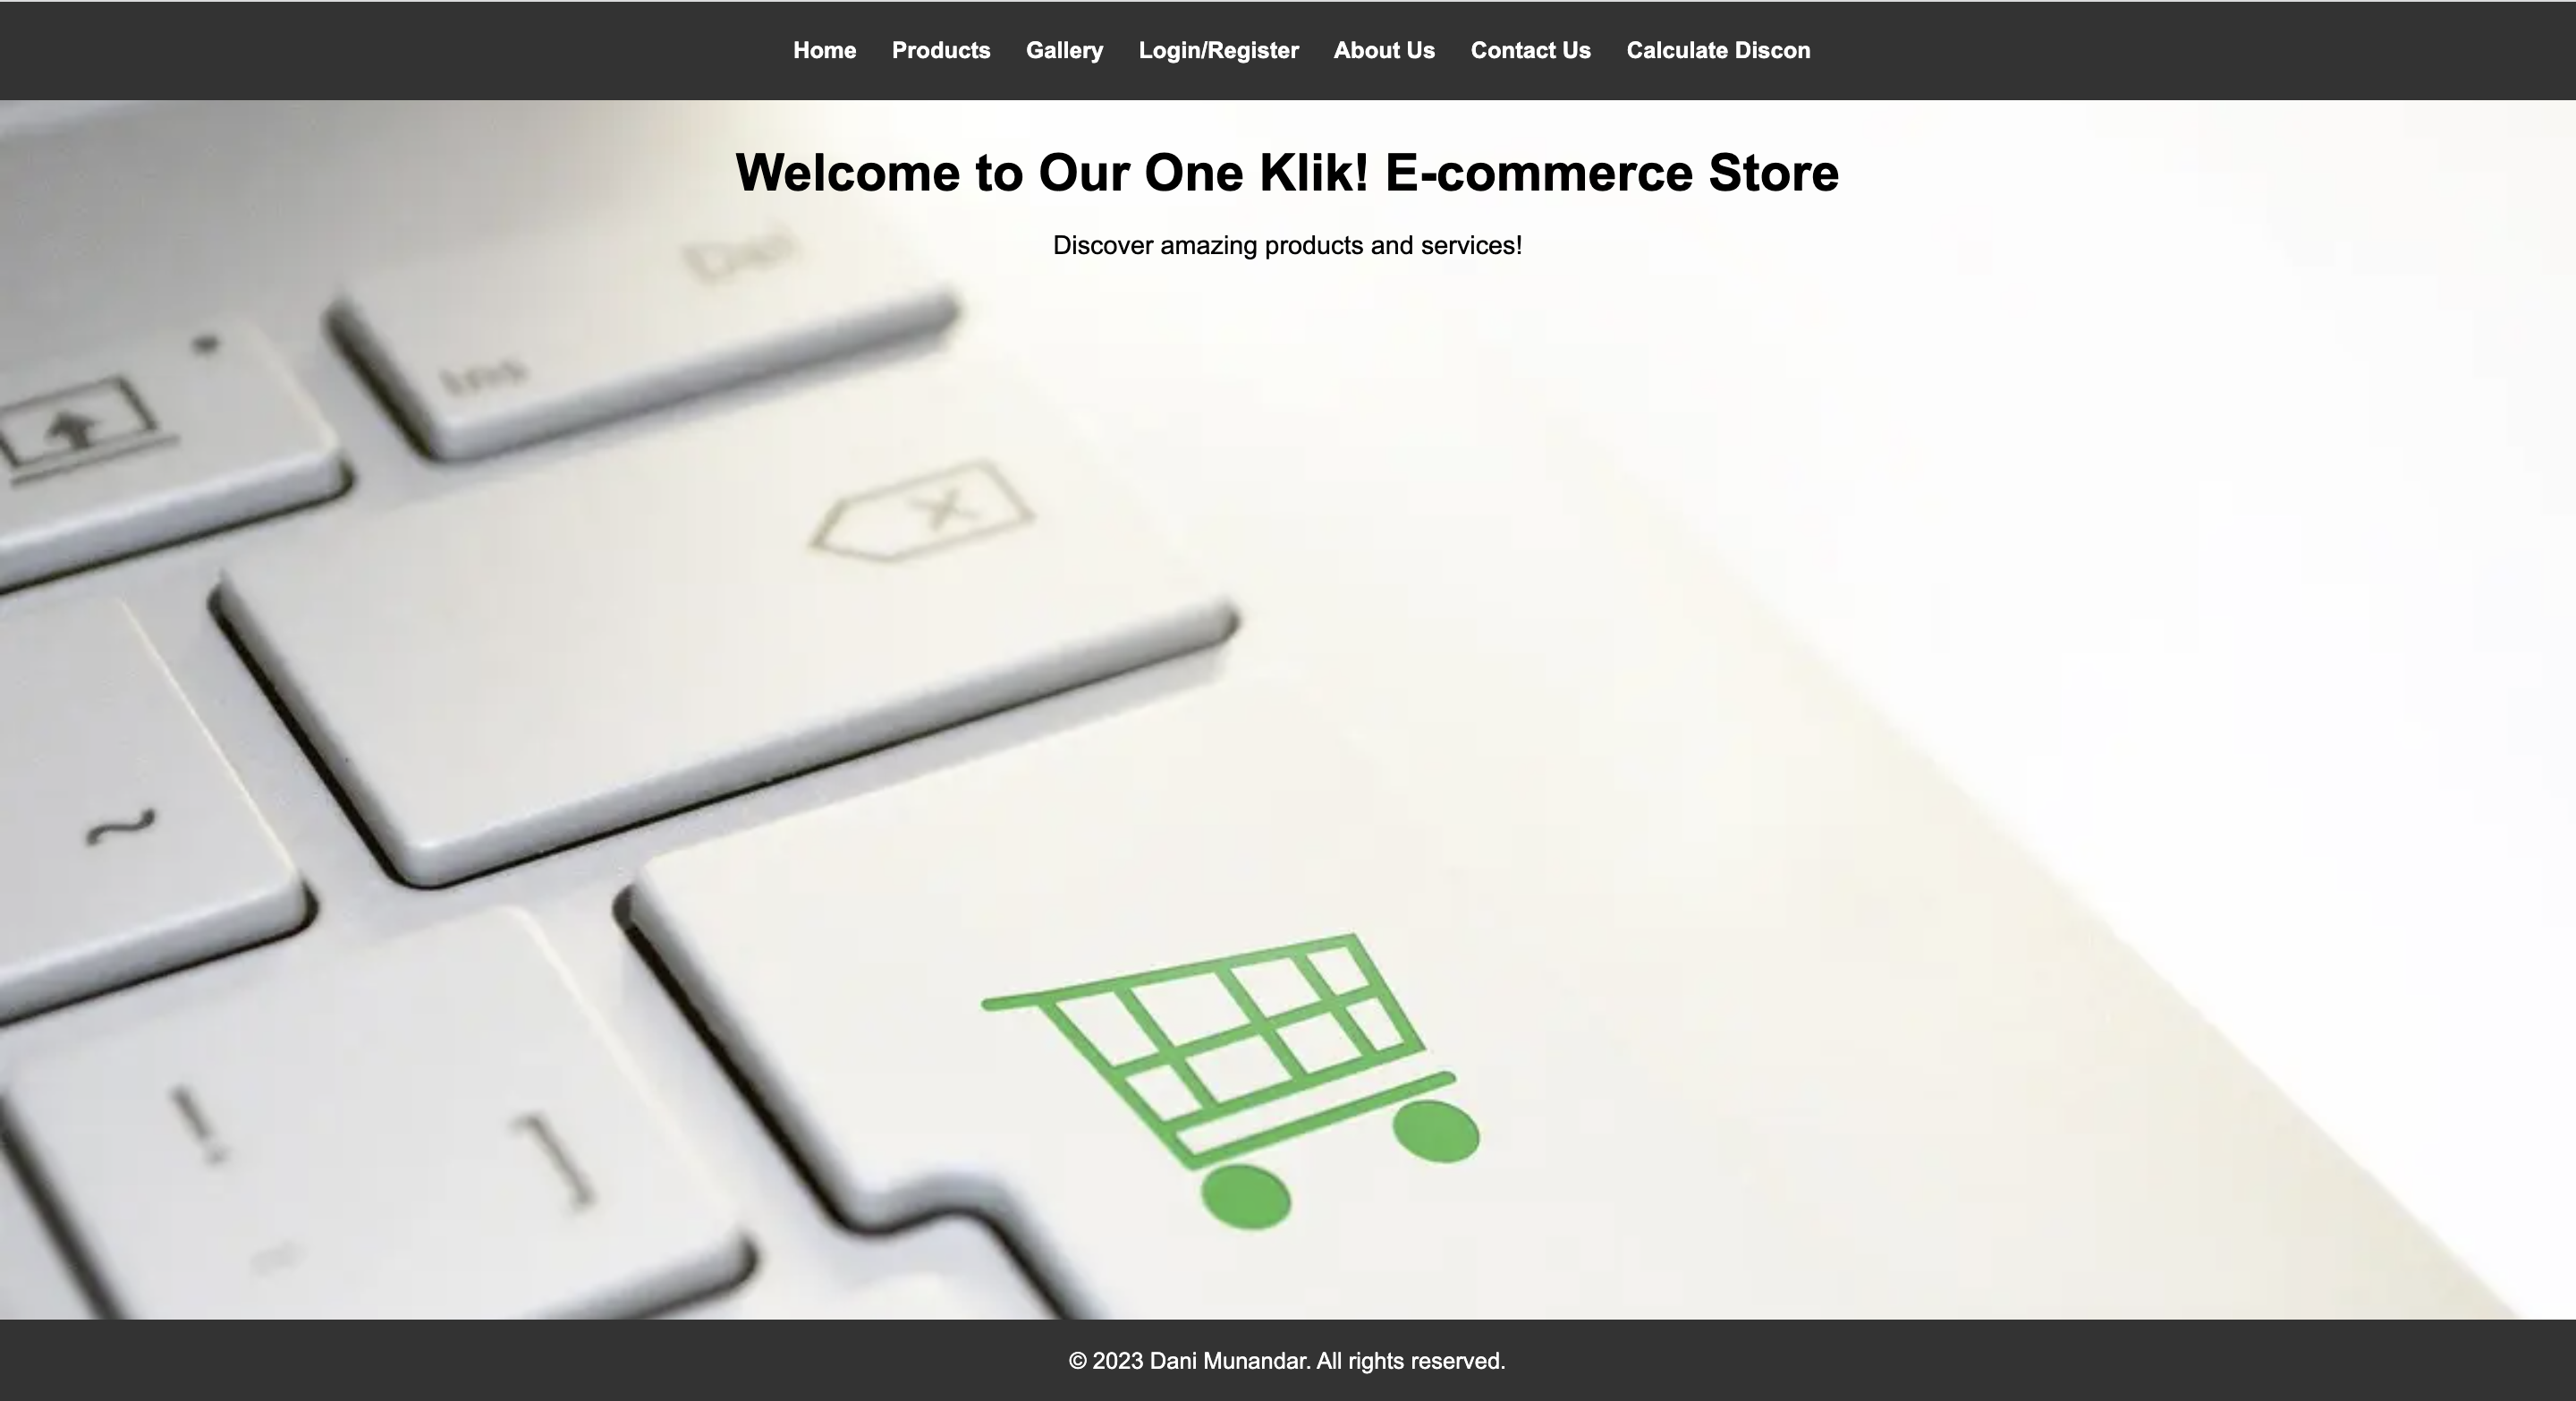 Home Products Gallery Login/Register About Us Contact Us Calculate Discon
Welcome to Our One Klik! E-commerce Store
Discover amazing products and services!
Del
Ins
~
! ]
© 2023 Dani Munandar. All rights reserved.